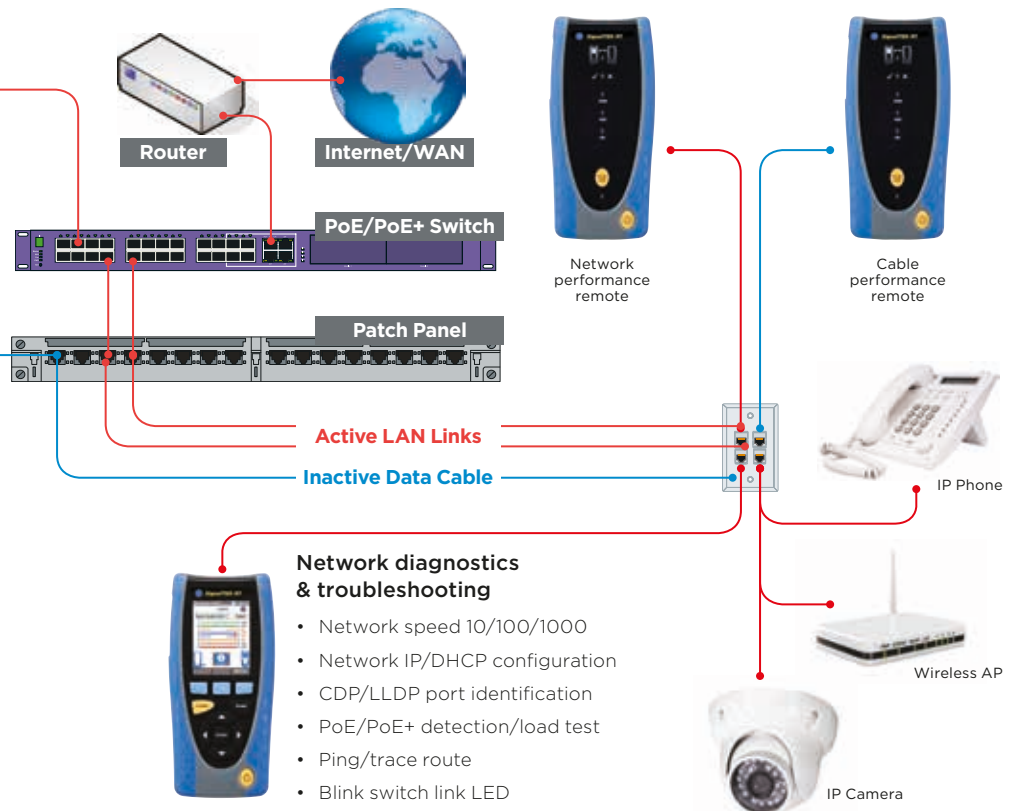 Router
Internet/WAN
PoE/PoE+ Switch
Network
performance
remote
Cable
performance
remote
Patch Panel
Active LAN Links
Inactive Data Cable
IP Phone
Network diagnostics
& troubleshooting
• Network speed 10/100/1000
• Network IP/DHCP configuration
• CDP/LLDP port identification
• PoE/PoE+ detection/load test
• Ping/trace route
• Blink switch link LED
Wireless AP
IP Camera